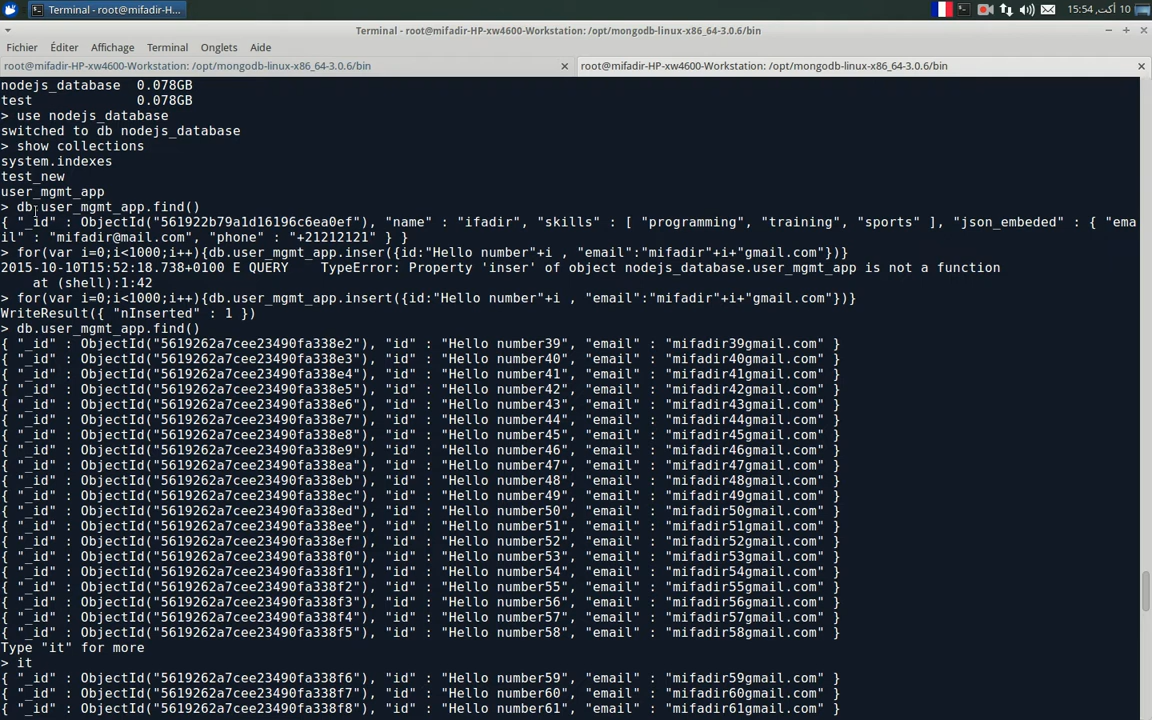 Terminal - root@mifadir-H...
10 أكت, 15:54
Terminal - root@mifadir-HP-xw4600-Workstation: /opt/mongodb-linux-x86_64-3.0.6/bin
Fichier Éditer Affichage Terminal Onglets Aide
root@mifadir-HP-xw4600-Workstation: /opt/mongodb-linux-x86_64-3.0.6/bin
root@mifadir-HP-xw4600-Workstation: /opt/mongodb-linux-x86_64-3.0.6/bin
nodejs_database 0.078GB
test 0.078GB
> use nodejs_database
switched to db nodejs_database
> show collections
system.indexes
test_new
user_mgmt_app
> db.user_mgmt_app.find()
{ "_id" : ObjectId("561922b79a1d16196c6ea0ef"), "name" : "ifadir", "skills" : [ "programming", "training", "sports" ], "json_embeded" : { "ema
il" : "mifadir@mail.com", "phone" : "+21212121" } }
> for(var i=0;i<1000;i++){db.user_mgmt_app.inser({id:"Hello number"+i , "email":"mifadir"+i+"gmail.com"})}
2015-10-10T15:52:18.738+0100 E QUERY    TypeError: Property 'inser' of object nodejs_database.user_mgmt_app is not a function
at (shell):1:42
> for(var i=0;i<1000;i++){db.user_mgmt_app.insert({id:"Hello number"+i , "email":"mifadir"+i+"gmail.com"})}
WriteResult({ "nInserted" : 1 })
> db.user_mgmt_app.find()
{ "_id" : ObjectId("5619262a7cee23490fa338e2"), "id" : "Hello number39", "email" : "mifadir39gmail.com" }
{ "_id" : ObjectId("5619262a7cee23490fa338e3"), "id" : "Hello number40", "email" : "mifadir40gmail.com" }
{ "_id" : ObjectId("5619262a7cee23490fa338e4"), "id" : "Hello number41", "email" : "mifadir41gmail.com" }
{ "_id" : ObjectId("5619262a7cee23490fa338e5"), "id" : "Hello number42", "email" : "mifadir42gmail.com" }
{ "_id" : ObjectId("5619262a7cee23490fa338e6"), "id" : "Hello number43", "email" : "mifadir43gmail.com" }
{ "_id" : ObjectId("5619262a7cee23490fa338e7"), "id" : "Hello number44", "email" : "mifadir44gmail.com" }
{ "_id" : ObjectId("5619262a7cee23490fa338e8"), "id" : "Hello number45", "email" : "mifadir45gmail.com" }
{ "_id" : ObjectId("5619262a7cee23490fa338e9"), "id" : "Hello number46", "email" : "mifadir46gmail.com" }
{ "_id" : ObjectId("5619262a7cee23490fa338ea"), "id" : "Hello number47", "email" : "mifadir47gmail.com" }
{ "_id" : ObjectId("5619262a7cee23490fa338eb"), "id" : "Hello number48", "email" : "mifadir48gmail.com" }
{ "_id" : ObjectId("5619262a7cee23490fa338ec"), "id" : "Hello number49", "email" : "mifadir49gmail.com" }
{ "_id" : ObjectId("5619262a7cee23490fa338ed"), "id" : "Hello number50", "email" : "mifadir50gmail.com" }
{ "_id" : ObjectId("5619262a7cee23490fa338ee"), "id" : "Hello number51", "email" : "mifadir51gmail.com" }
{ "_id" : ObjectId("5619262a7cee23490fa338ef"), "id" : "Hello number52", "email" : "mifadir52gmail.com" }
{ "_id" : ObjectId("5619262a7cee23490fa338f0"), "id" : "Hello number53", "email" : "mifadir53gmail.com" }
{ "_id" : ObjectId("5619262a7cee23490fa338f1"), "id" : "Hello number54", "email" : "mifadir54gmail.com" }
{ "_id" : ObjectId("5619262a7cee23490fa338f2"), "id" : "Hello number55", "email" : "mifadir55gmail.com" }
{ "_id" : ObjectId("5619262a7cee23490fa338f3"), "id" : "Hello number56", "email" : "mifadir56gmail.com" }
{ "_id" : ObjectId("5619262a7cee23490fa338f4"), "id" : "Hello number57", "email" : "mifadir57gmail.com" }
{ "_id" : ObjectId("5619262a7cee23490fa338f5"), "id" : "Hello number58", "email" : "mifadir58gmail.com" }
Type "it" for more
> it
{ "_id" : ObjectId("5619262a7cee23490fa338f6"), "id" : "Hello number59", "email" : "mifadir59gmail.com" }
{ "_id" : ObjectId("5619262a7cee23490fa338f7"), "id" : "Hello number60", "email" : "mifadir60gmail.com" }
{ "_id" : ObjectId("5619262a7cee23490fa338f8"), "id" : "Hello number61", "email" : "mifadir61gmail.com" }